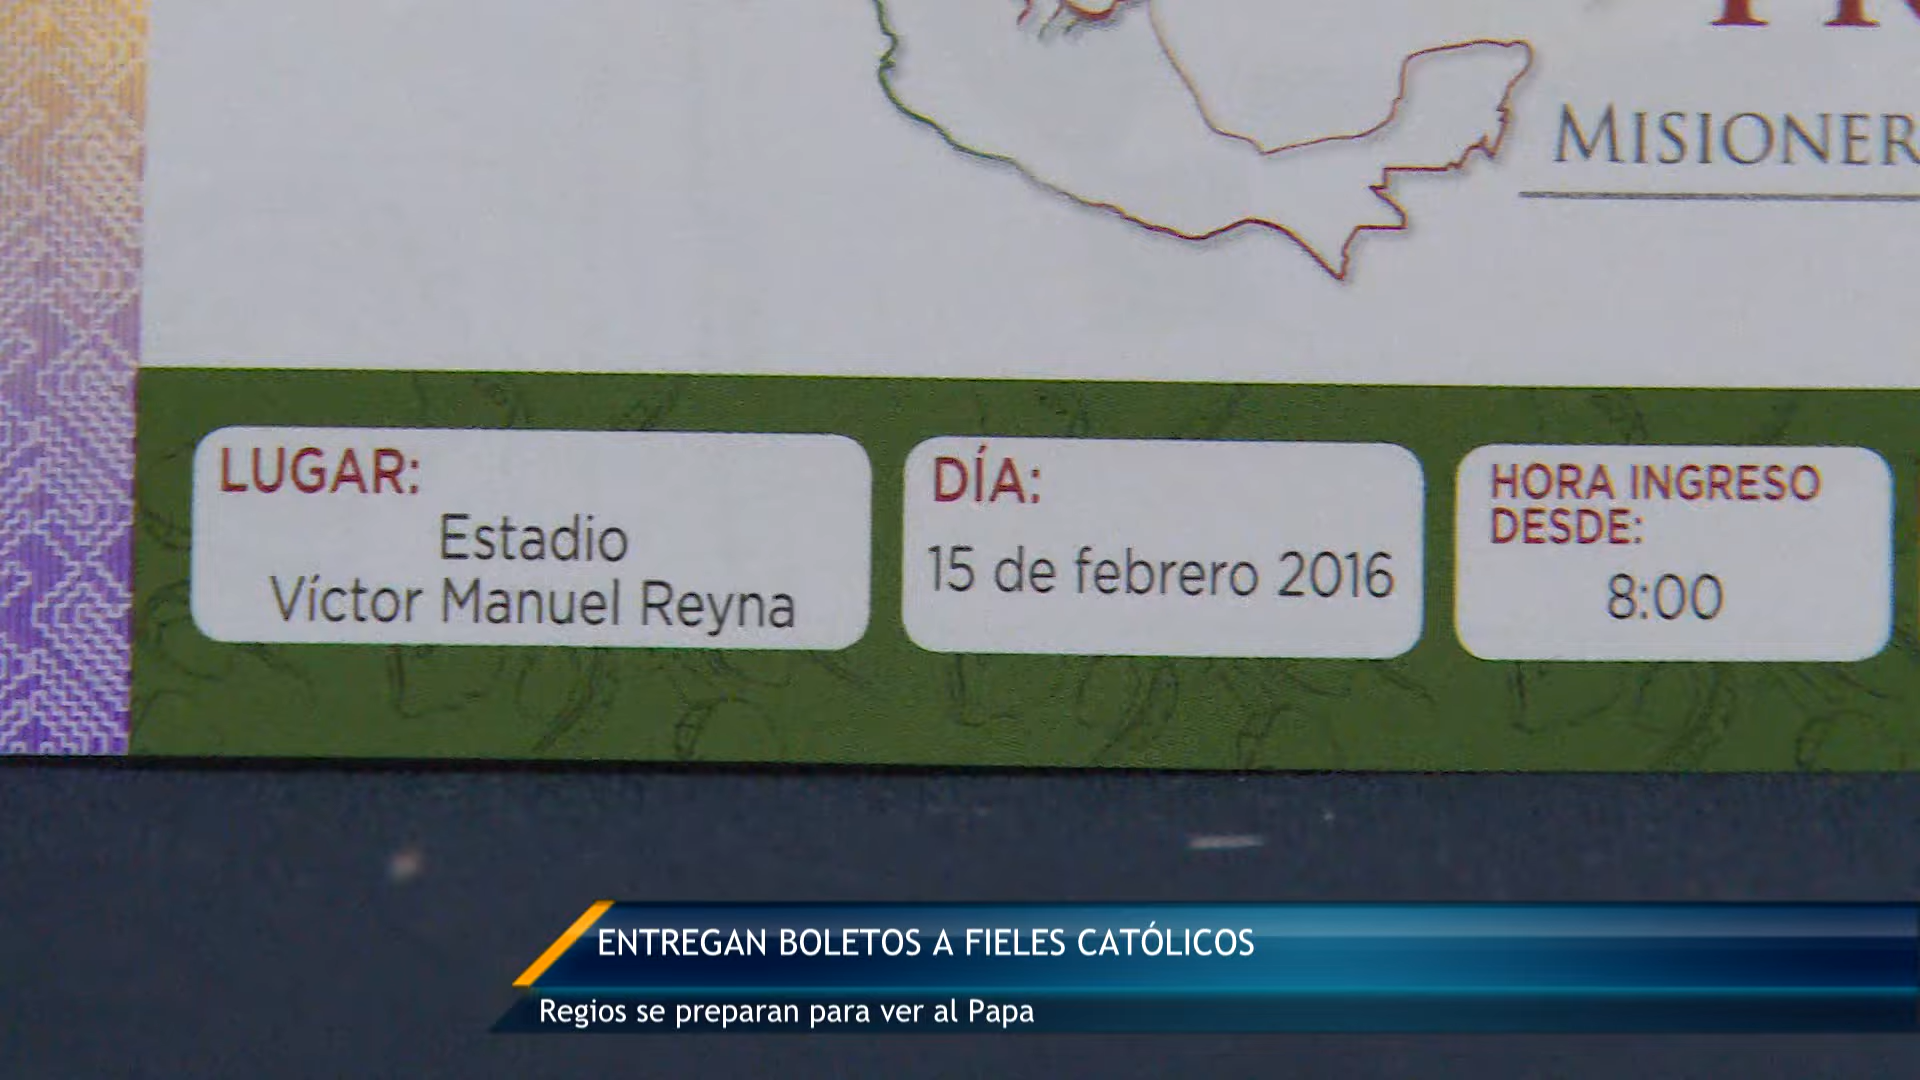 MISIONER
LUGAR:
Estadio
Víctor Manuel Reyna
DÍA:
15 de febrero 2016
HORA INGRESO
DESDE:
8:00
ENTREGAN BOLETOS A FIELES CATÓLICOS
Regios se preparan para ver al Papa